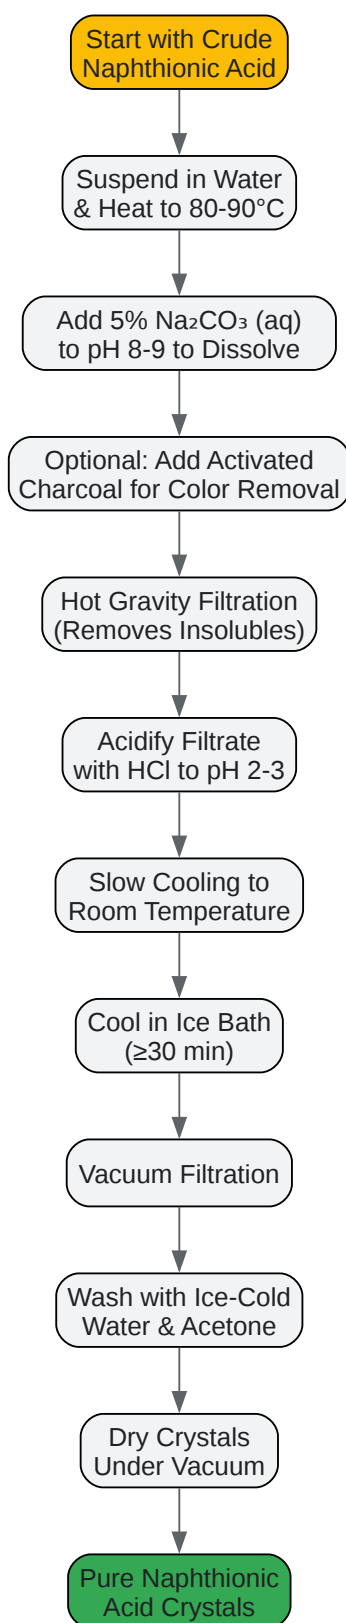 Start with Crude
Naphthionic Acid
Suspend in Water
& Heat to 80-90°C
Add 5% Na₂CO₃ (aq)
to pH 8-9 to Dissolve
Optional: Add Activated
Charcoal for Color Removal
Hot Gravity Filtration
(Removes Insolubles)
Acidify Filtrate
with HCl to pH 2-3
Slow Cooling to
Room Temperature
Cool in Ice Bath
(≥30 min)
Vacuum Filtration
Wash with Ice-Cold
Water & Acetone
Dry Crystals
Under Vacuum
Pure Naphthionic
Acid Crystals